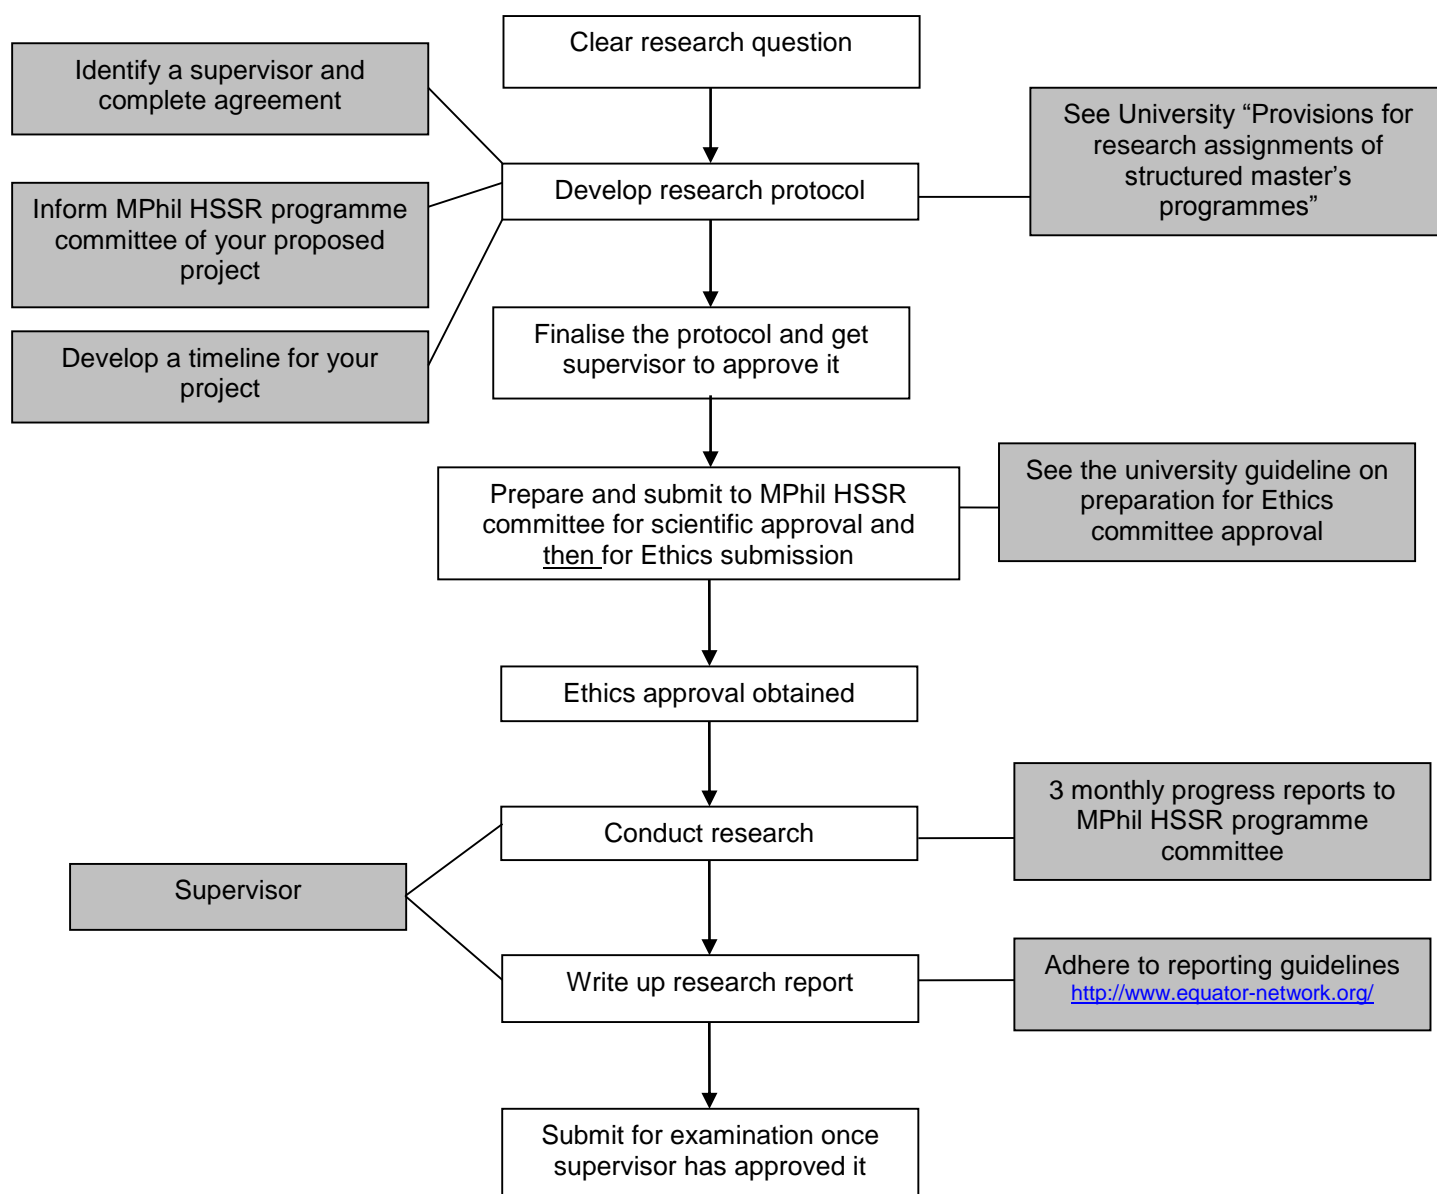 Clear research question
Identify a supervisor and
complete agreement
See University “Provisions for
research assignments of
structured master’s
programmes”
Develop research protocol
Inform MPhil HSSR programme
committee of your proposed
project
Finalise the protocol and get
supervisor to approve it
Develop a timeline for your
project
See the university guideline on
preparation for Ethics
committee approval
Prepare and submit to MPhil HSSR
committee for scientific approval and
then for Ethics submission
Ethics approval obtained
3 monthly progress reports to
MPhil HSSR programme
committee
Conduct research
Supervisor
Adhere to reporting guidelines
http://www.equator-network.org/
Write up research report
Submit for examination once
supervisor has approved it